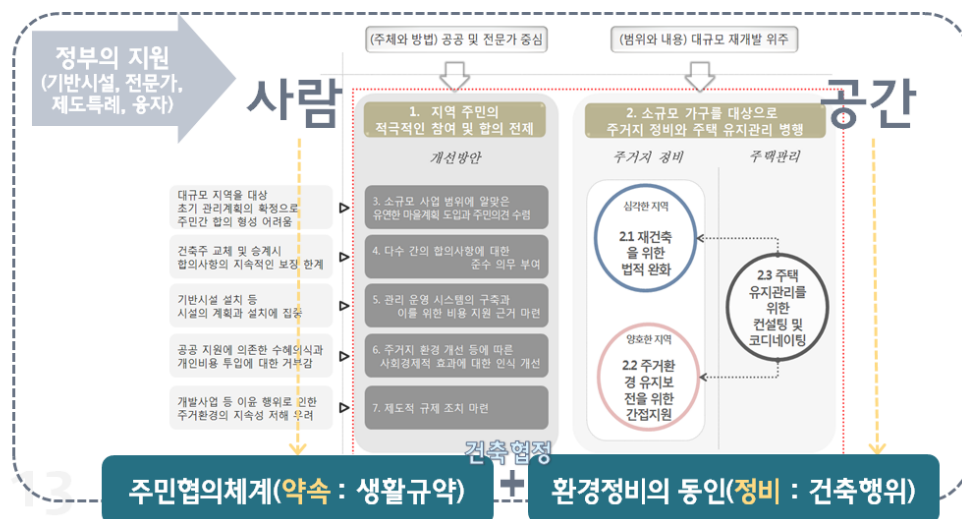 정부의 지원
(기반시설, 전문가,
제도특례, 융자)
(주체와 방법) 공공 및 전문가 중심
(범위와 내용) 대규모 재개발 위주
사람
공간
1. 지역 주민의
적극적인 참여 및 합의 전제
2. 소규모 가구를 대상으로
주거지 정비와 주택 유지관리 병행
개선방안
주거지 정비
주택관리
대규모 지역을 대상
초기 관리계획의 확정으로
주민간 합의 형성 어려움
3. 소규모 사업 범위에 알맞은
유연한 마을계획 도입과 주민의견 수렴
건축주 교체 및 승계시
합의사항의 지속적인 보장 한계
4. 다수 간의 합의사항에 대한
준수 의무 부여
기반시설 설치 등
시설의 계획과 설치에 집중
5. 관리 운영 시스템의 구축과
이를 위한 비용 지원 근거 마련
공공 지원에 의존한 수혜의식과
개인비용 투입에 대한 거부감
6. 주거지 환경 개선 등에 따른
사회경제적 효과에 대한 인식 개선
개발사업 등 이윤 행위로 인한
주거환경의 지속성 저해 우려
7. 제도적 규제 조치 마련
심각한 지역
2.1 재건축
을 위한
법적 완화
양호한 지역
2.2 주거환
경 유지보
전을 위한
간접지원
2.3 주택
유지관리를
위한
컨설팅 및
코디네이팅
건축협정
13
주민협의체계(약속 : 생활규약)
+
환경정비의 동인(정비 : 건축행위)